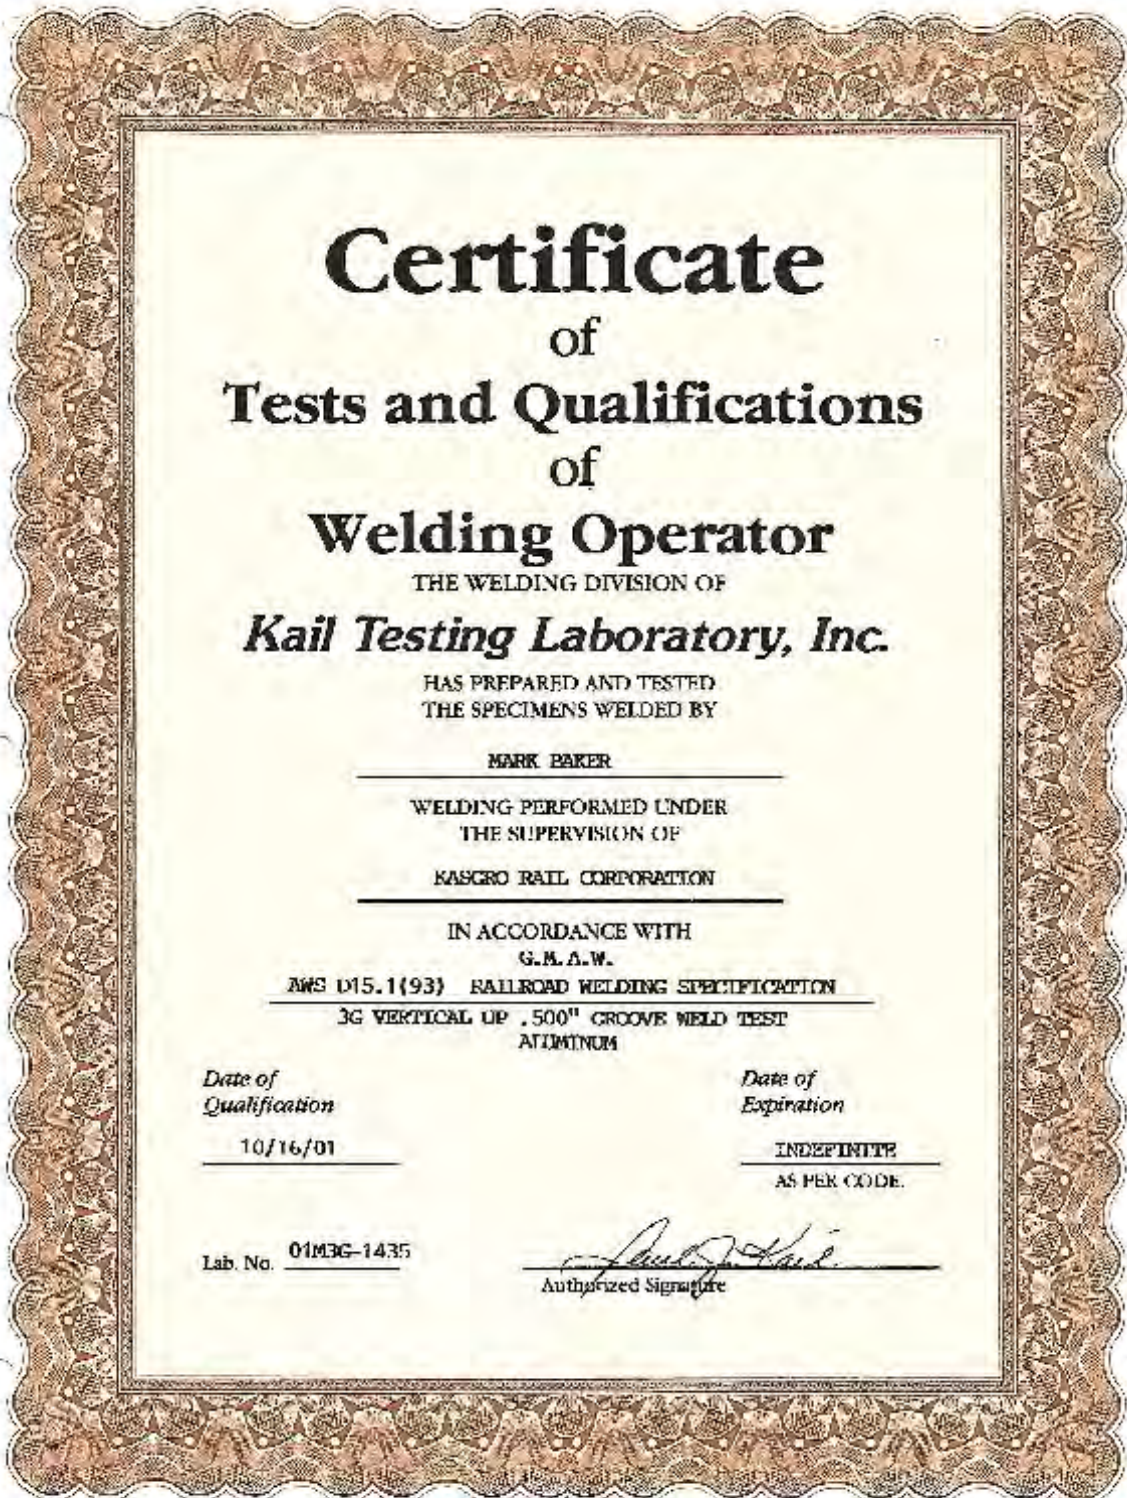 Certificate
of
Tests and Qualifications
of
Welding Operator
THE WELDING DIVISION OF
Kail Testing Laboratory, Inc.
HAS PREPARED AND TESTED
THE SPECIMENS WELDED BY
MARK BAKER
WELDING PERFORMED UNDER
THE SUPERVISION OF
KASGRO RAIL CORPORATION
IN ACCORDANCE WITH
G.M.A.W.
AWS D15.1(93) RAILROAD WELDING SPECIFICATION
3G VERTICAL UP .500" GROOVE WELD TEST
ALUMINUM
Date of Qualification
Date of Expiration
10/16/01
INDEFINITE
AS PER CODE.
Lab. No. 01M3G-1435
Authorized Signature